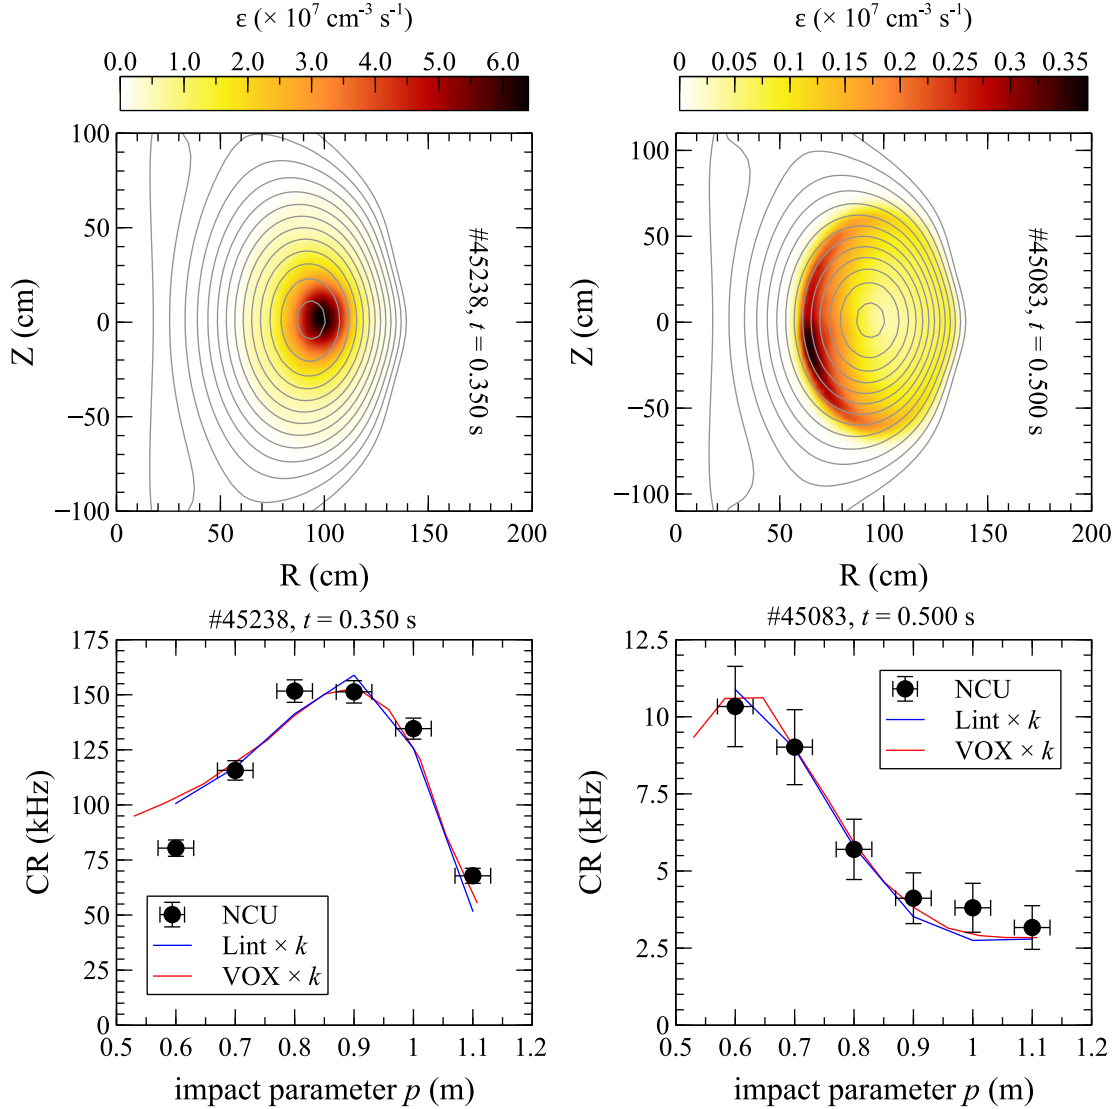 ε (× 10⁷ cm⁻³ s⁻¹)
0.0 1.0 2.0 3.0 4.0 5.0 6.0
100
50
0
−50
−100
Z (cm)
#45238, t = 0.350 s
0 50 100 150 200
R (cm)
ε (× 10⁷ cm⁻³ s⁻¹)
0 0.05 0.1 0.15 0.2 0.25 0.3 0.35
100
50
0
−50
−100
Z (cm)
#45083, t = 0.500 s
0 50 100 150 200
R (cm)
#45238, t = 0.350 s
175
150
125
100
75
50
25
0
CR (kHz)
NCU
Lint × k
VOX × k
0.5 0.6 0.7 0.8 0.9 1 1.1 1.2
impact parameter p (m)
#45083, t = 0.500 s
12.5
10
7.5
5
2.5
0
CR (kHz)
NCU
Lint × k
VOX × k
0.5 0.6 0.7 0.8 0.9 1 1.1 1.2
impact parameter p (m)